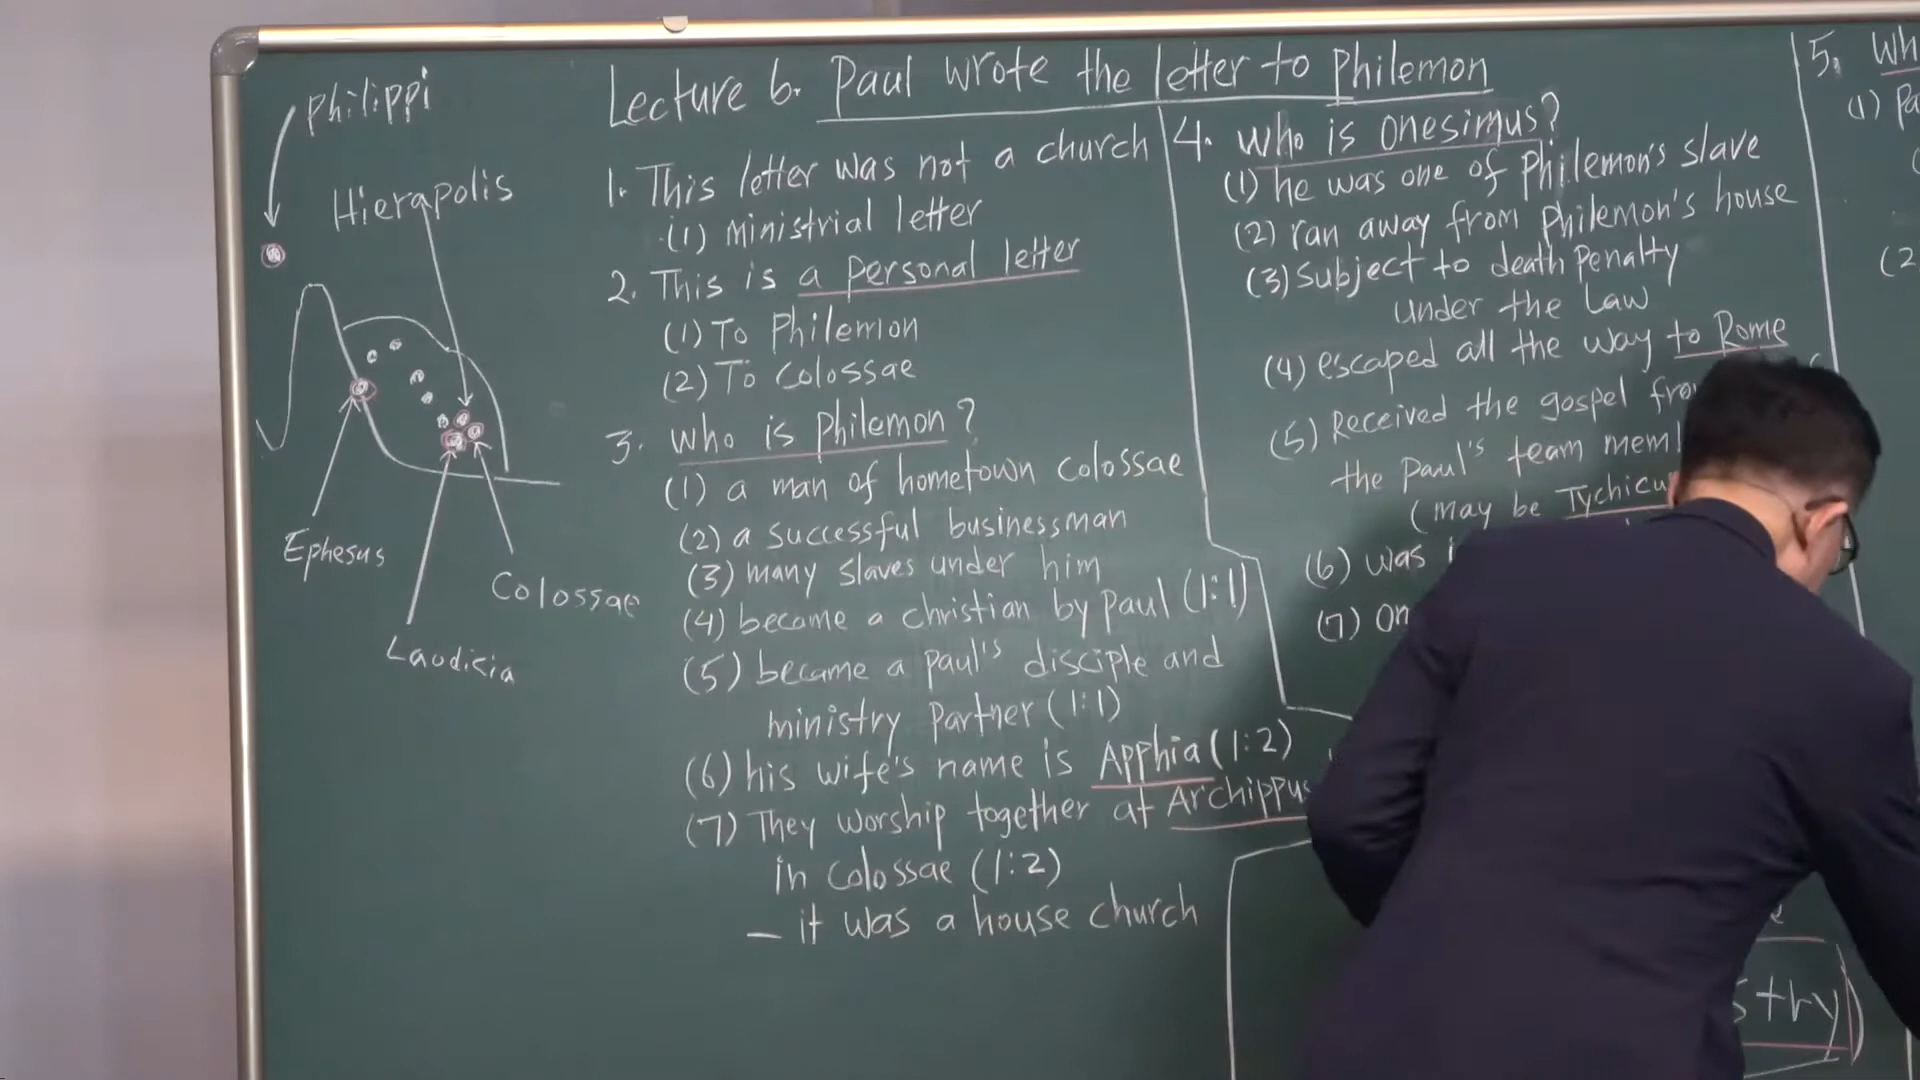 Philippi
Hierapolis
Ephesus
Colossae
Laodicia
Lecture 6. Paul wrote the letter to Philemon
1. This letter was not a church
(1) Ministrial letter
2. This is a personal letter
(1) To Philemon
(2) To Colossae
3. Who is Philemon?
(1) a man of hometown Colossae
(2) a successful businessman
(3) many slaves under him
(4) became a christian by Paul (1:1)
(5) became a Paul's disciple and
ministry Partner (1:1)
(6) his wife's name is Apphia (1:2)
(7) They worship together at Archippus
in Colossae (1:2)
– it was a house church
4. Who is Onesimus?
(1) he was one of Philemon's slave
(2) ran away from Philemon's house
(3) Subject to death Penalty
under the Law
(4) escaped all the way to Rome
(5) Received the gospel
the Paul's team
(may be
(6) was
(7)
5.
(1)
(2